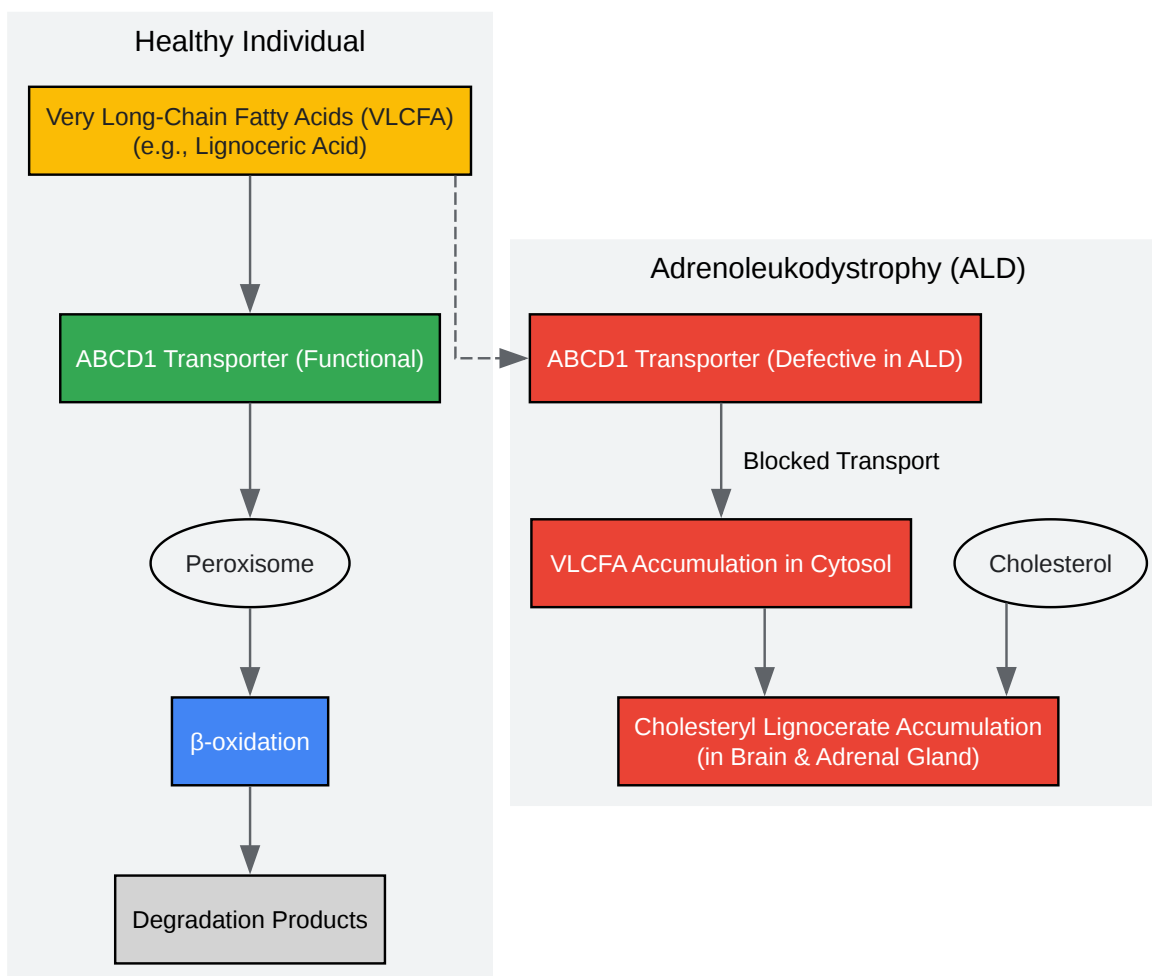 Healthy Individual
Very Long-Chain Fatty Acids (VLCFA)
(e.g., Lignoceric Acid)
ABCD1 Transporter (Functional)
Peroxisome
β-oxidation
Degradation Products
Adrenoleukodystrophy (ALD)
ABCD1 Transporter (Defective in ALD)
Blocked Transport
VLCFA Accumulation in Cytosol
Cholesterol
Cholesteryl Lignocerate Accumulation
(in Brain & Adrenal Gland)